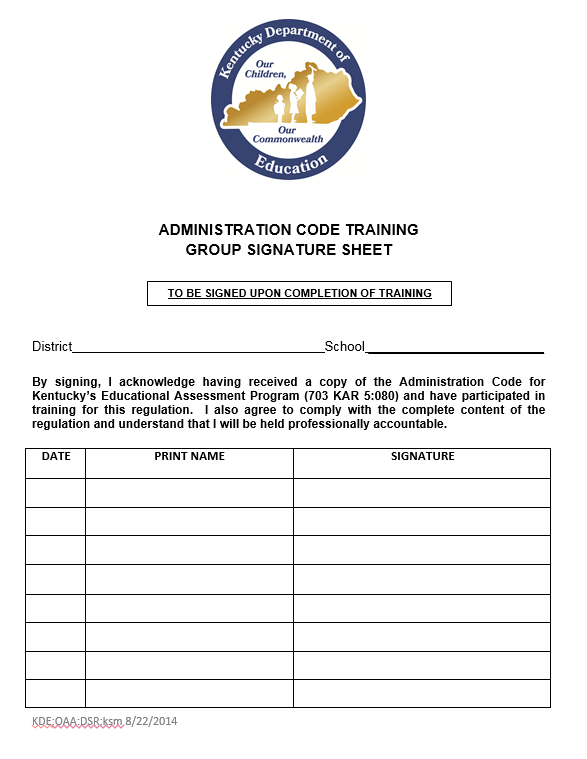 Kentucky Department of
Our
Children,
Our
Commonwealth
Education
ADMINISTRATION CODE TRAINING
GROUP SIGNATURE SHEET
TO BE SIGNED UPON COMPLETION OF TRAINING
District School
By signing, I acknowledge having received a copy of the Administration Code for
Kentucky's Educational Assessment Program (703 KAR 5:080) and have participated in
training for this regulation. I also agree to comply with the complete content of the
regulation and understand that I will be held professionally accountable.
DATE PRINT NAME SIGNATURE
KDE:OAA:DSR:ksm 8/22/2014